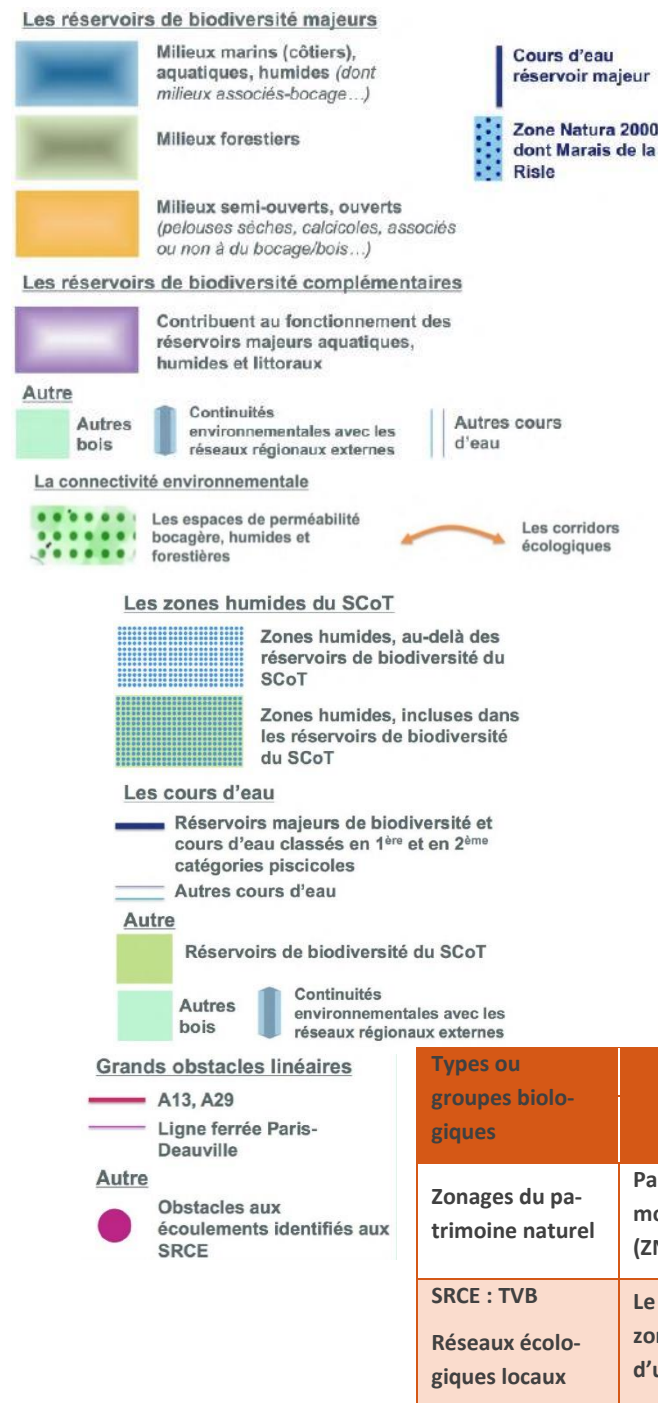 Les réservoirs de biodiversité majeurs
Milieux marins (côtiers),
aquatiques, humides (dont
milieux associés-bocage…)
Cours d'eau
réservoir majeur
Milieux forestiers
Zone Natura 2000
dont Marais de la
Risle
Milieux semi-ouverts, ouverts
(pelouses sèches, calcicoles, associés
ou non à du bocage/bois…)
Les réservoirs de biodiversité complémentaires
Contribuent au fonctionnement des
réservoirs majeurs aquatiques,
humides et littoraux
Autre
Autres
bois
Continuités
environnementales avec les
réseaux régionaux externes
Autres cours
d'eau
La connectivité environnementale
Les espaces de perméabilité
bocagère, humides et
forestières
Les corridors
écologiques
Les zones humides du SCoT
Zones humides, au-delà des
réservoirs de biodiversité du
SCoT
Zones humides, incluses dans
les réservoirs de biodiversité
du SCoT
Les cours d'eau
Réservoirs majeurs de biodiversité et
cours d'eau classés en 1ère et en 2ème
catégories piscicoles
Autres cours d'eau
Autre
Réservoirs de biodiversité du SCoT
Autres
bois
Continuités
environnementales avec les
réseaux régionaux externes
Grands obstacles linéaires
A13, A29
Ligne ferrée Paris-
Deauville
Autre
Obstacles aux
écoulements identifiés aux
SRCE
Types ou
groupes biolo-
giques
Zonages du pa-
trimoine naturel
SRCE : TVB
Réseaux écolo-
giques locaux
Le